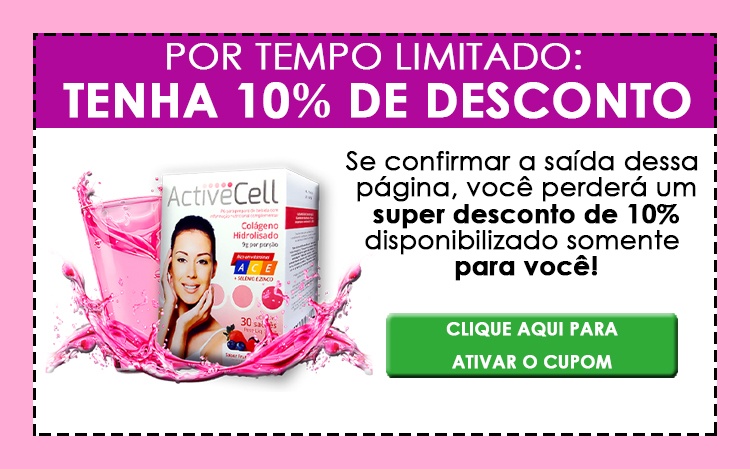 POR TEMPO LIMITADO:
TENHA 10% DE DESCONTO
Se confirmar a saída dessa
página, você perderá um
super desconto de 10%
disponibilizado somente
para você!
CLIQUE AQUI PARA
ATIVAR O CUPOM
ActiveCell
Colágeno
Hidrolisado
9g por porção
A C E
+ SELÊNIO E ZINCO
30 sachês